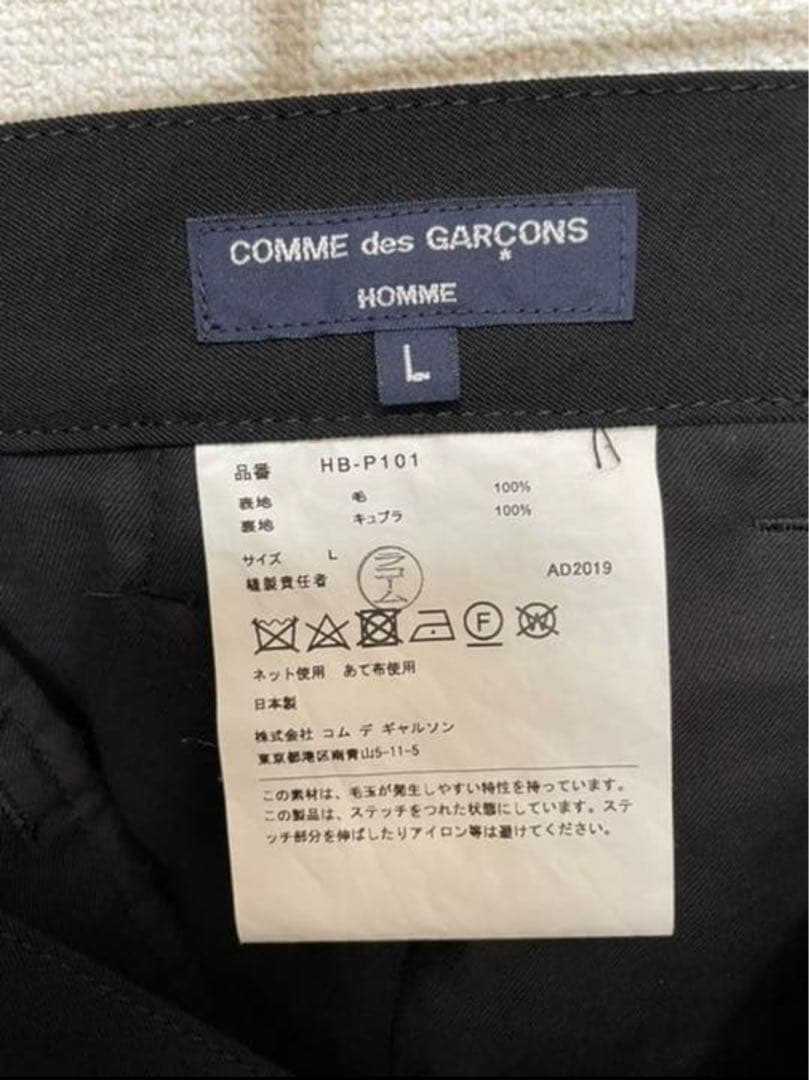 COMME des GARÇONS
HOMME
L
品番 HB-P101
表地 毛 100%
裏地 キュプラ 100%
サイズ L
縫製責任者 AD2019
F W
ネット使用 あて布使用
日本製
株式会社 コム デ ギャルソン
東京都港区南青山5-11-5
この素材は、毛玉が発生しやすい特性を持っています。
この製品は、ステッチをつれた状態にしています。ステ
ッチ部分を伸ばしたりアイロン等は避けてください。